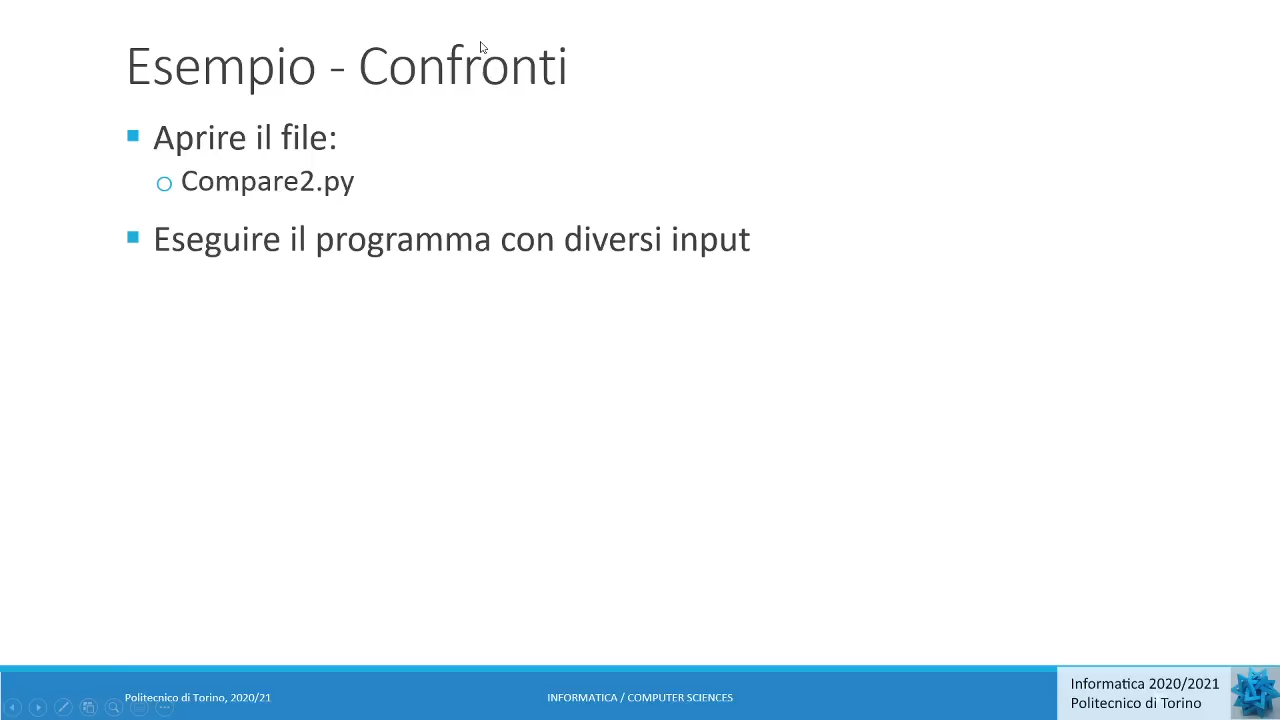 Esempio - Confronti
Aprire il file:
Compare2.py
Eseguire il programma con diversi input
Politecnico di Torino, 2020/21
INFORMATICA / COMPUTER SCIENCES
Informatica 2020/2021
Politecnico di Torino